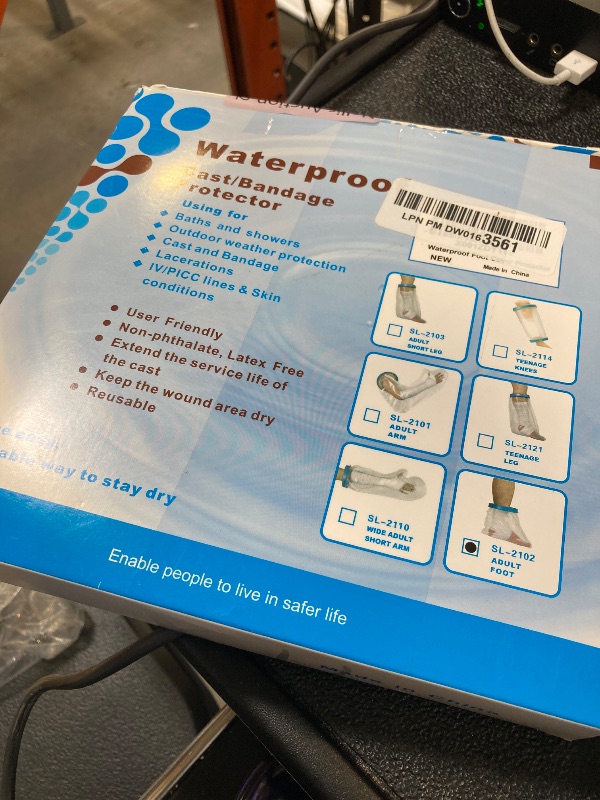 Waterproo
Cast/Bandage
rotector
Using for
Baths and showers
Outdoor weather protection
Cast and Bandage
Lacerations
IV/PICC lines & Skin
conditions
User Friendly
Non-phthalate, Latex Free
Extend the service life of
the cast
Keep the wound area dry
Reusable
able way to stay dry
Enable people to live in safer life
LPN PM DW0163561
Waterproof Foot
NEW Made in China
SL-2103
ADULT
SHORT LEG
SL-2114
TEENAGE
KNEES
SL-2101
ADULT
ARM
SL-2121
TEENAGE
LEG
SL-2110
WIDE ADULT
SHORT ARM
SL-2102
ADULT
FOOT
Made in China